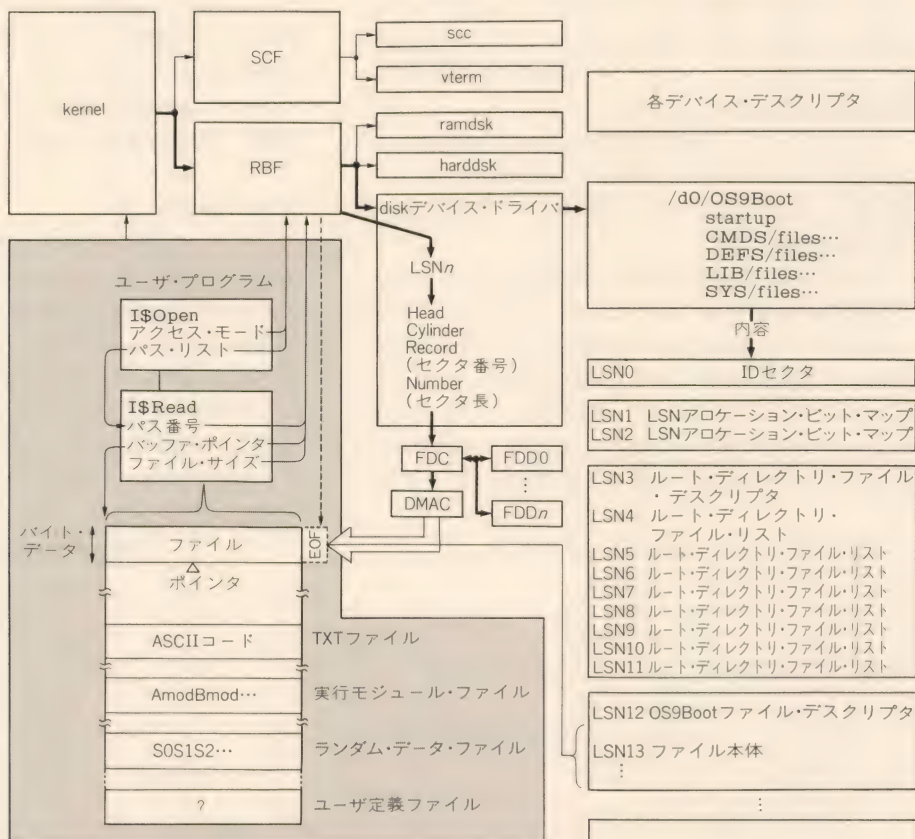 kernel
SCF
RBF
scc
vterm
ramdsk
harddsk
diskデバイス・ドライバ
LSNn
Head
Cylinder
Record
(セクタ番号)
Number
(セクタ長)
FDC
DMAC
FDD0
⋮
FDDn
各デバイス・デスクリプタ
/d0/OS9Boot
startup
CMDS/files…
DEFS/files…
LIB/files…
SYS/files…
内容
LSN0 IDセクタ
LSN1 LSNアロケーション・ビット・マップ
LSN2 LSNアロケーション・ビット・マップ
LSN3 ルート・ディレクトリ・ファイル
・デスクリプタ
LSN4 ルート・ディレクトリ・
ファイル・リスト
LSN5 ルート・ディレクトリ・ファイル・リスト
LSN6 ルート・ディレクトリ・ファイル・リスト
LSN7 ルート・ディレクトリ・ファイル・リスト
LSN8 ルート・ディレクトリ・ファイル・リスト
LSN9 ルート・ディレクトリ・ファイル・リスト
LSN10 ルート・ディレクトリ・ファイル・リスト
LSN11 ルート・ディレクトリ・ファイル・リスト
LSN12 OS9Bootファイル・デスクリプタ
LSN13 ファイル本体
⋮
⋮
ユーザ・プログラム
I$Open
アクセス・モード
パス・リスト
I$Read
パス番号
バッファ・ポインタ
ファイル・サイズ
バイト・
データ
ファイル
EOF
ポインタ
ASCIIコード
TXTファイル
AmodBmod…
実行モジュール・ファイル
S0S1S2…
ランダム・データ・ファイル
?
ユーザ定義ファイル